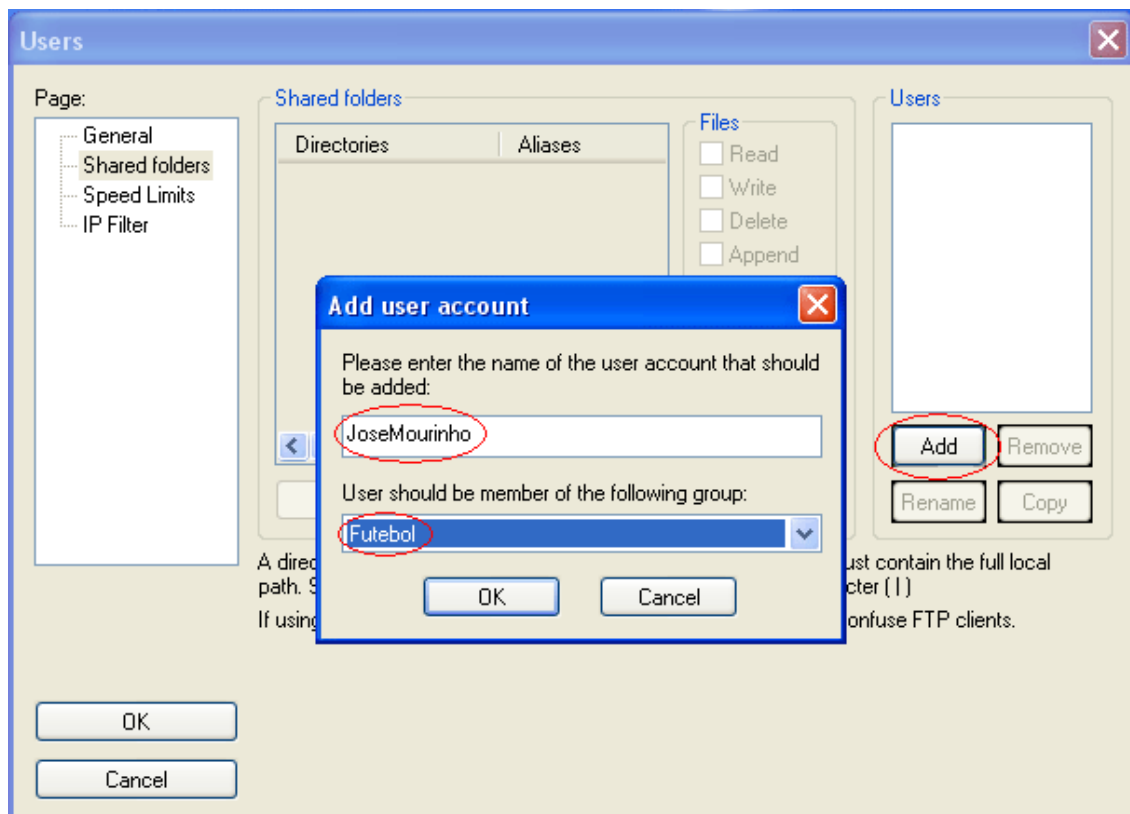 Users
Page:
General
Shared folders
Speed Limits
IP Filter
Shared folders
Directories Aliases
Files
Read
Write
Delete
Append
Users
Add Remove
Rename Copy
Add user account
Please enter the name of the user account that should
be added:
JoseMourinho
User should be member of the following group:
Futebol
OK Cancel
A direc
path. S
If using
ust contain the full local
cter ( | )
onfuse FTP clients.
OK
Cancel